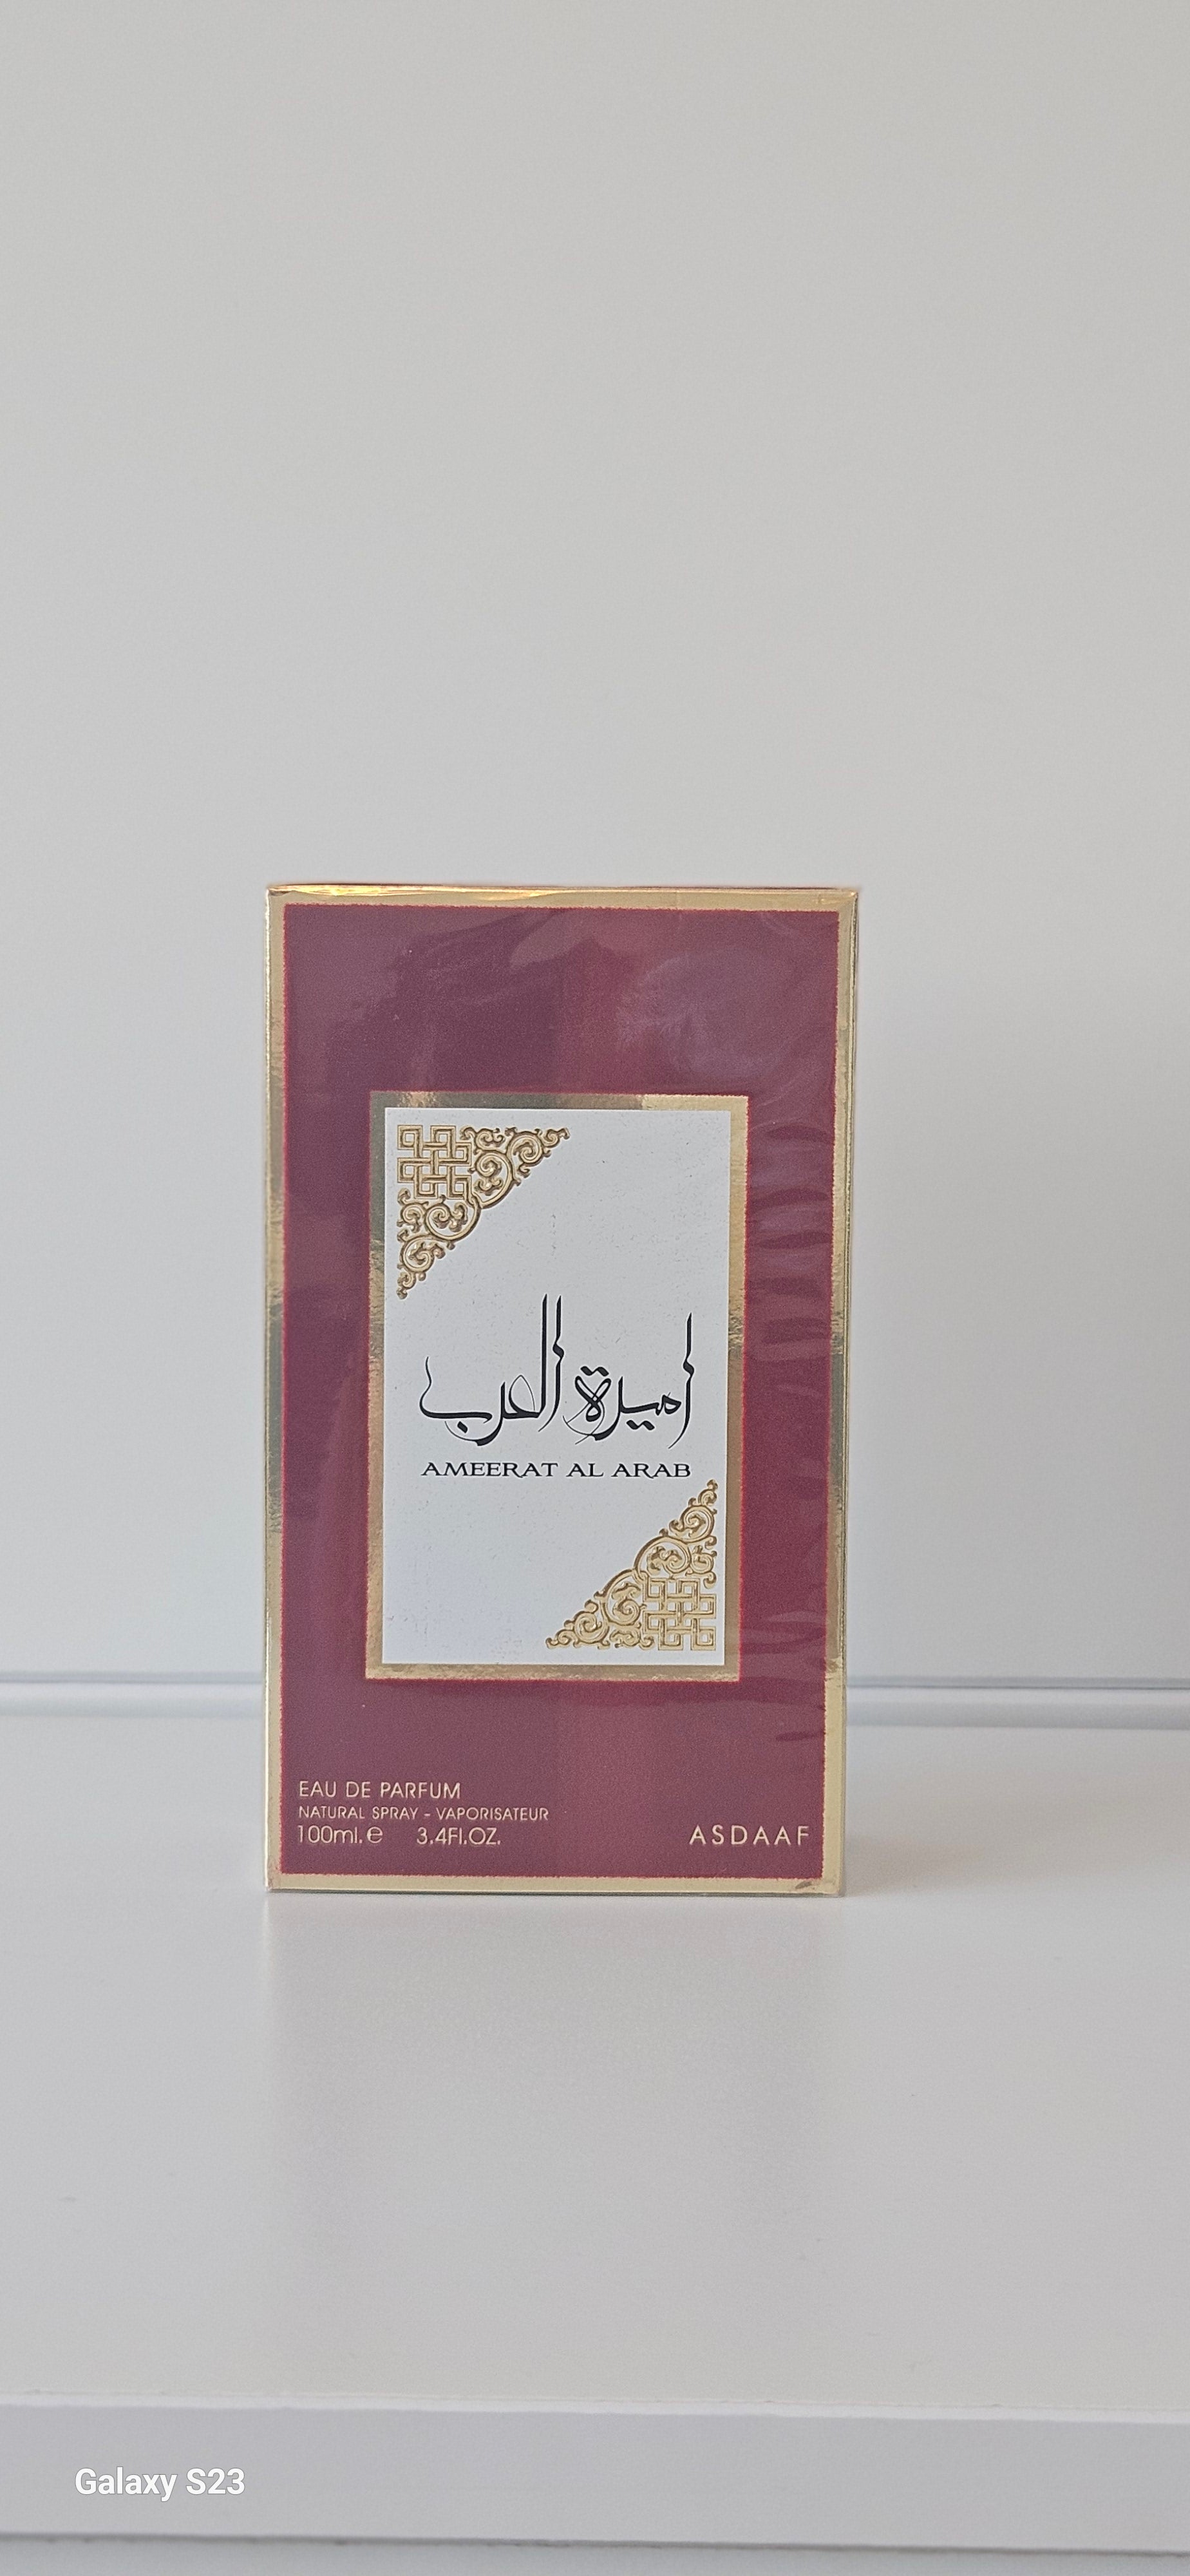 اميرة العرب
AMEERAT AL ARAB
EAU DE PARFUM
NATURAL SPRAY - VAPORISATEUR
100ml. ℮ 3.4Fl.OZ.
ASDAAF
Galaxy S23